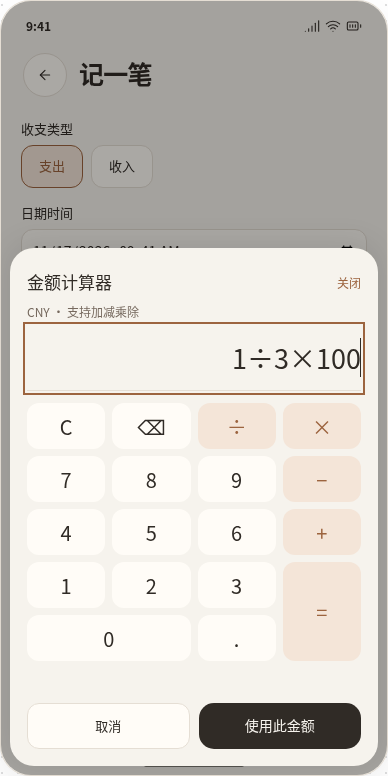 9:41
记一笔
收支类型
支出
收入
日期时间
金额计算器
关闭
CNY · 支持加减乘除
1÷3×100
C ⌫ ÷ ×
7 8 9 −
4 5 6 +
1 2 3 =
0 .
取消
使用此金额